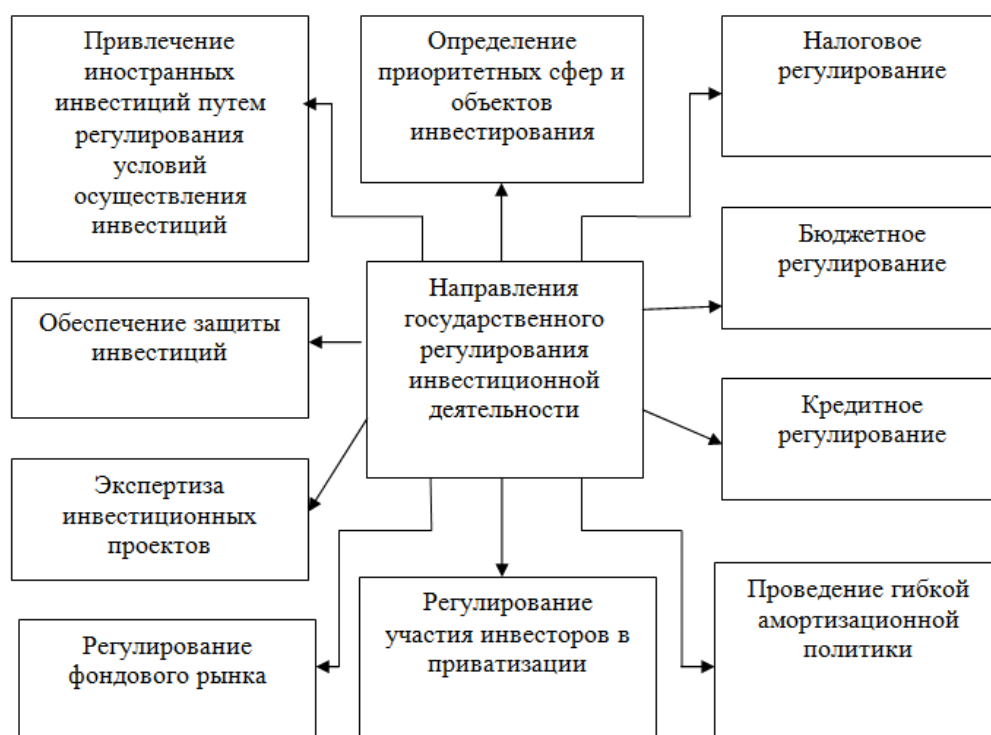 Привлечение
иностранных
инвестиций путем
регулирования
условий
осуществления
инвестиций
Определение
приоритетных сфер и
объектов
инвестирования
Налоговое
регулирование
Бюджетное
регулирование
Направления
государственного
регулирования
инвестиционной
деятельности
Обеспечение защиты
инвестиций
Кредитное
регулирование
Экспертиза
инвестиционных
проектов
Регулирование
фондового рынка
Регулирование
участия инвесторов в
приватизации
Проведение гибкой
амортизационной
политики